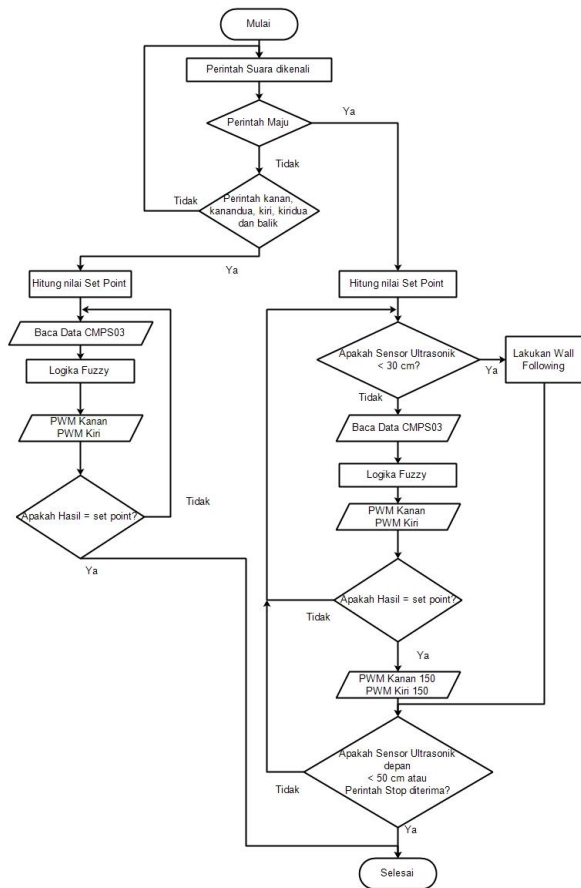 Mulai
Perintah Suara dikenali
Perintah Maju
Ya
Tidak
Perintah kanan,
kanandua, kiri, kiridua
dan balik
Tidak
Ya
Hitung nilai Set Point
Baca Data CMPS03
Logika Fuzzy
PWM Kanan
PWM Kiri
Apakah Hasil = set point?
Tidak
Ya
Hitung nilai Set Point
Apakah Sensor Ultrasonik
< 30 cm?
Ya
Lakukan Wall
Following
Tidak
Baca Data CMPS03
Logika Fuzzy
PWM Kanan
PWM Kiri
Apakah Hasil = set point?
Tidak
Ya
PWM Kanan 150
PWM Kiri 150
Apakah Sensor Ultrasonik
depan
< 50 cm atau
Perintah Stop diterima?
Tidak
Ya
Selesai